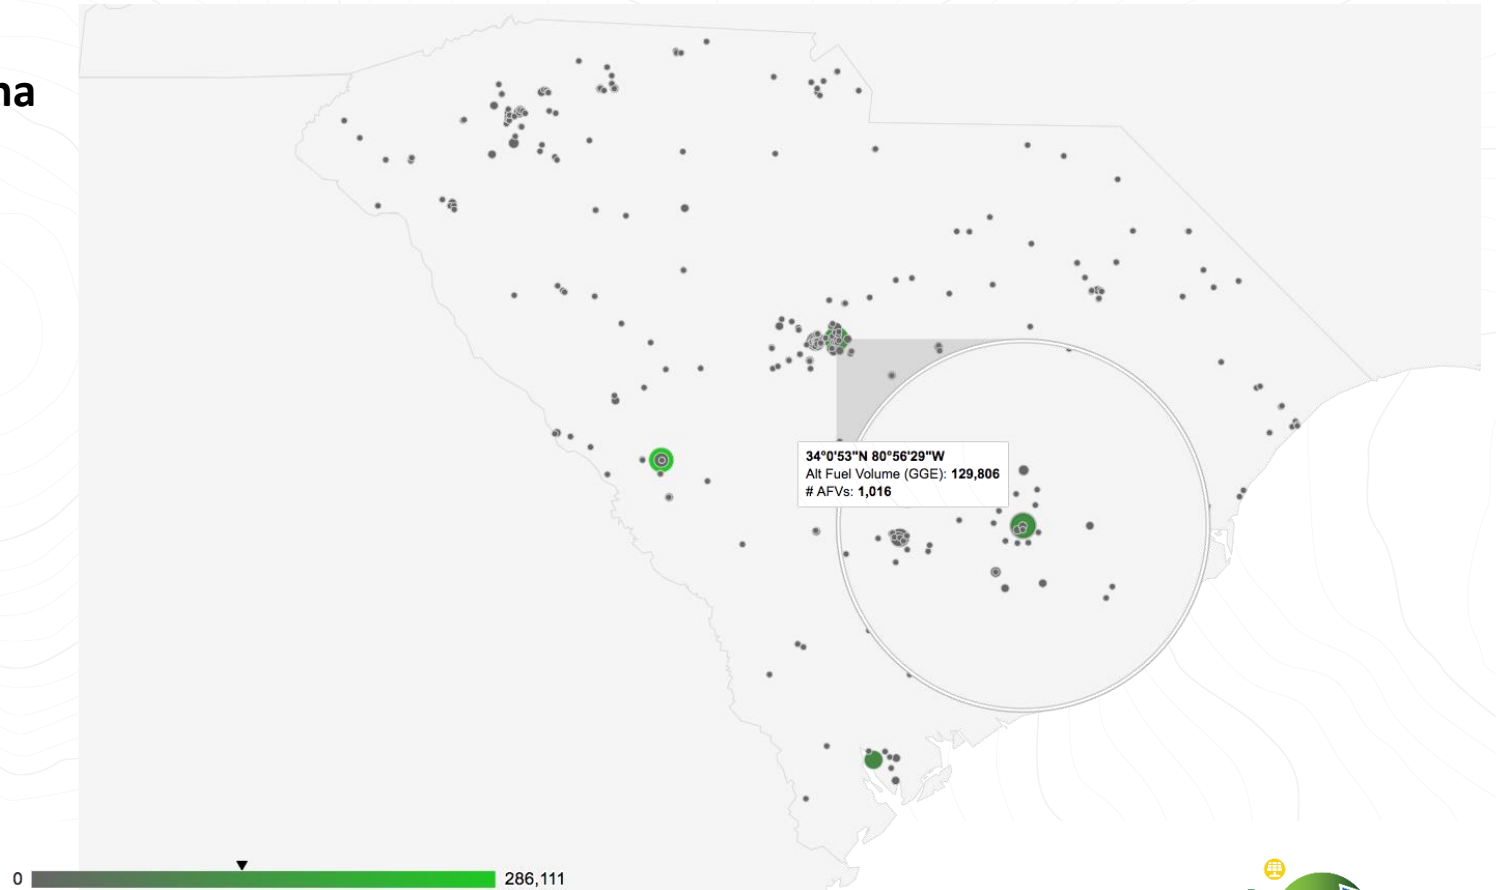 na
34°0'53"N 80°56'29"W
Alt Fuel Volume (GGE): 129,806
# AFVs: 1,016
0 286,111